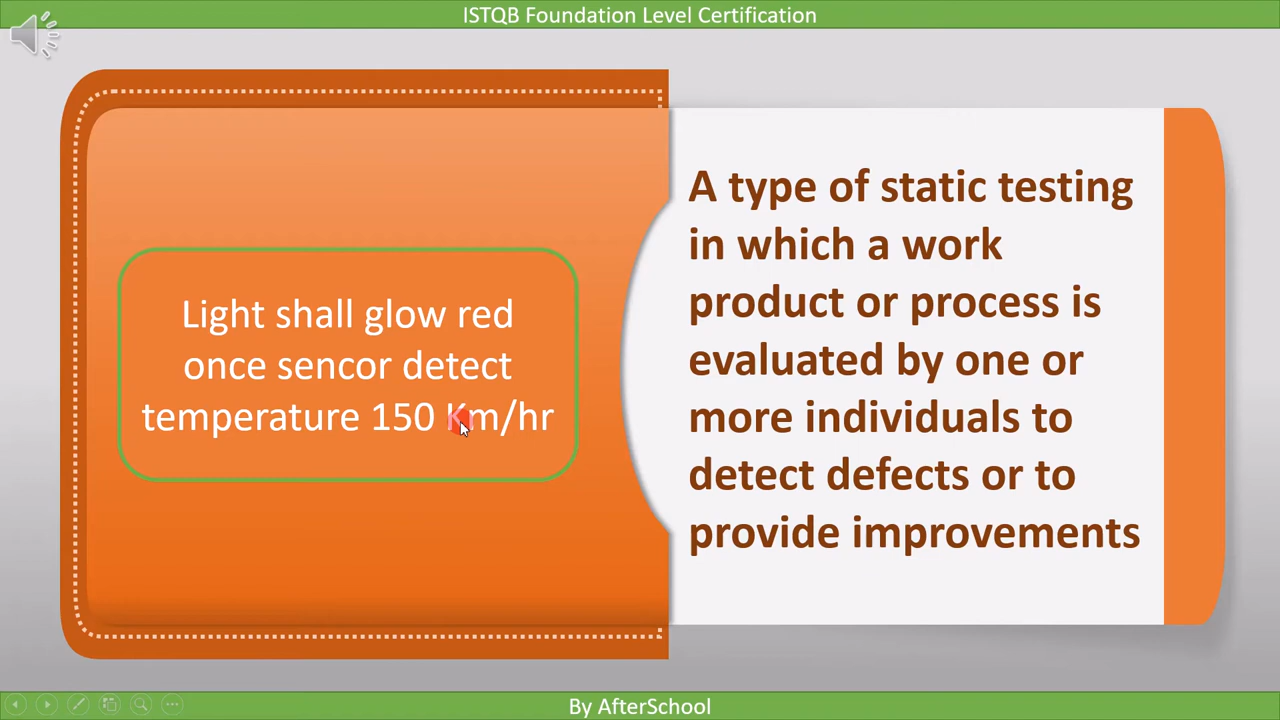 ISTQB Foundation Level Certification
Light shall glow red
once sencor detect
temperature 150 Km/hr
A type of static testing
in which a work
product or process is
evaluated by one or
more individuals to
detect defects or to
provide improvements
By AfterSchool